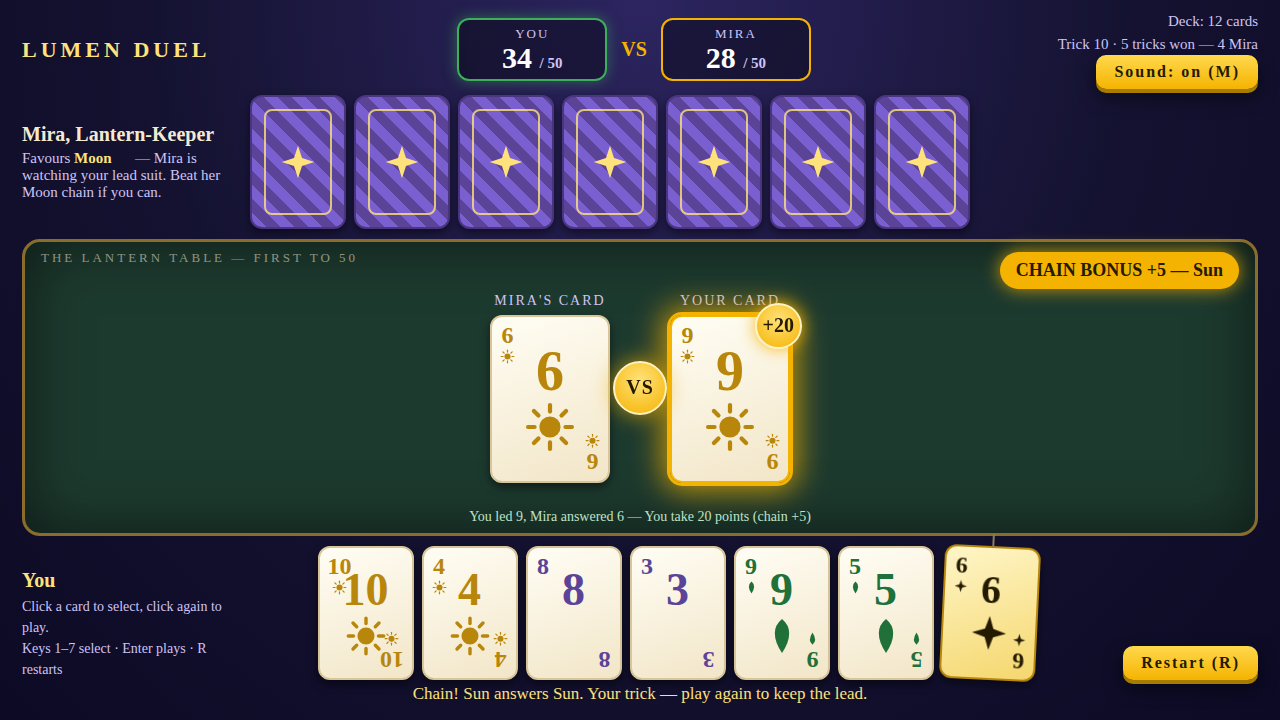 LUMEN DUEL
YOU
34 / 50
VS
MIRA
28 / 50
Deck: 12 cards
Trick 10 · 5 tricks won — 4 Mira
Sound: on (M)
Mira, Lantern-Keeper
Favours Moon — Mira is
watching your lead suit. Beat her
Moon chain if you can.
THE LANTERN TABLE — FIRST TO 50
CHAIN BONUS +5 — Sun
MIRA'S CARD
YOUR CARD
+20
6
6
6
VS
9
9
9
You led 9, Mira answered 6 — You take 20 points (chain +5)
You
Click a card to select, click again to
play.
Keys 1–7 select · Enter plays · R
restarts
10
10
10
4
4
4
8
8
8
3
3
3
9
9
9
5
5
5
6
6
6
Restart (R)
Chain! Sun answers Sun. Your trick — play again to keep the lead.